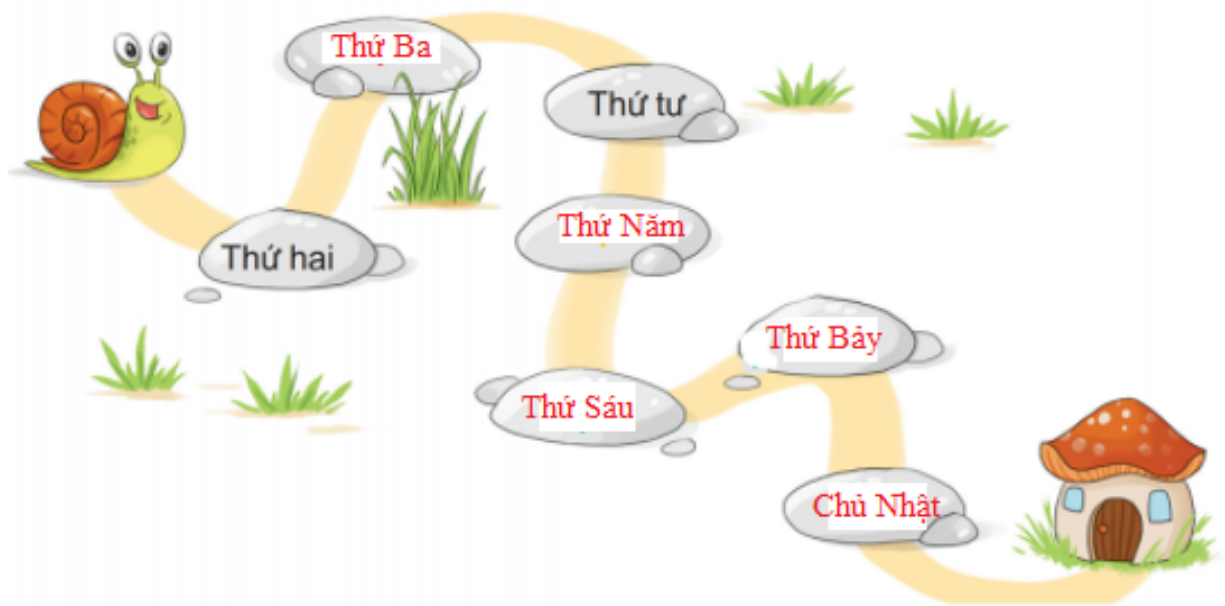 Thứ hai
Thứ Ba
Thứ tư
Thứ Năm
Thứ Sáu
Thứ Bảy
Chủ Nhật